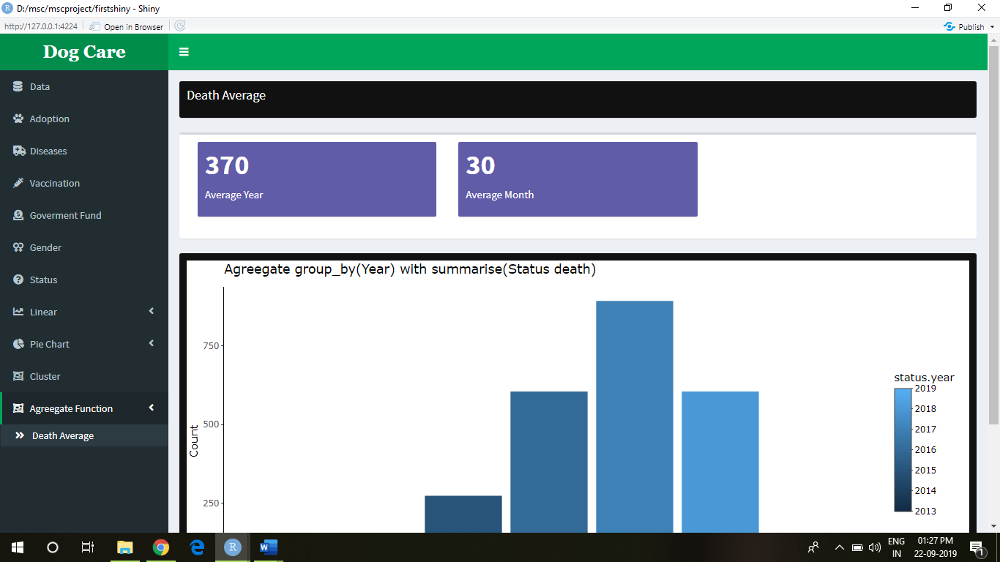 D:/msc/mscproject/firstshiny - Shiny
http://127.0.0.1:4224 Open in Browser Publish
Dog Care
Data
Adoption
Diseases
Vaccination
Goverment Fund
Gender
Status
Linear
Pie Chart
Cluster
Agreegate Function
Death Average
Death Average
370
Average Year
30
Average Month
Agreegate group_by(Year) with summarise(Status death)
750
500
250
Count
status.year
2019
2018
2017
2016
2015
2014
2013
ENG
IN
01:27 PM
22-09-2019
1